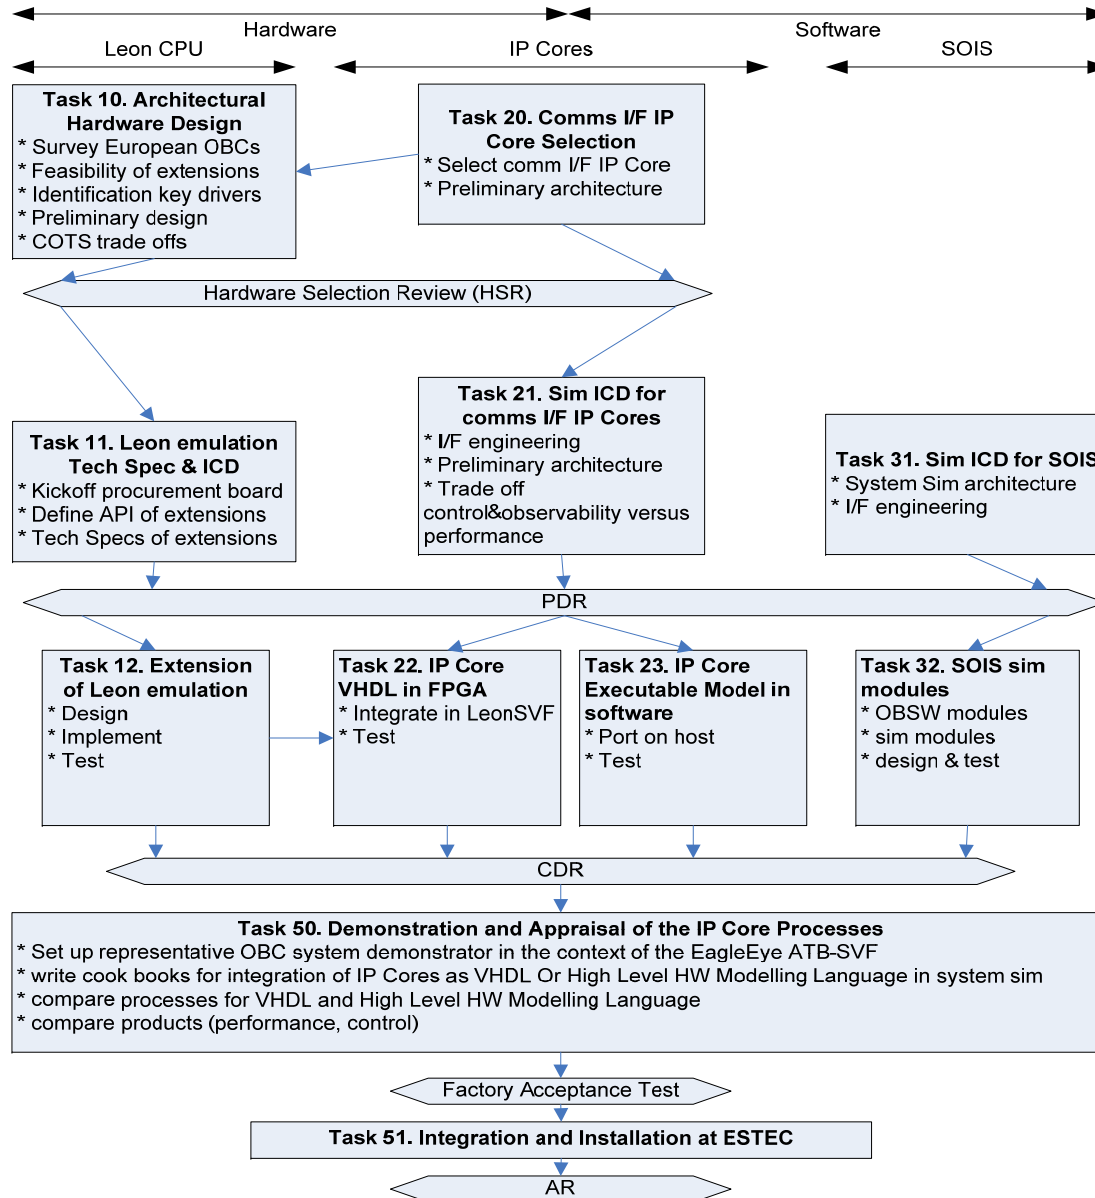 Hardware
Software
Leon CPU
IP Cores
SOIS
Task 10. Architectural
Hardware Design
* Survey European OBCs
* Feasibility of extensions
* Identification key drivers
* Preliminary design
* COTS trade offs
Task 20. Comms I/F IP
Core Selection
* Select comm I/F IP Core
* Preliminary architecture
Hardware Selection Review (HSR)
Task 11. Leon emulation
Tech Spec & ICD
* Kickoff procurement board
* Define API of extensions
* Tech Specs of extensions
Task 21. Sim ICD for
comms I/F IP Cores
* I/F engineering
* Preliminary architecture
* Trade off
control&observability versus
performance
Task 31. Sim ICD for SOIS
* System Sim architecture
* I/F engineering
PDR
Task 12. Extension
of Leon emulation
* Design
* Implement
* Test
Task 22. IP Core
VHDL in FPGA
* Integrate in LeonSVF
* Test
Task 23. IP Core
Executable Model in
software
* Port on host
* Test
Task 32. SOIS sim
modules
* OBSW modules
* sim modules
* design & test
CDR
Task 50. Demonstration and Appraisal of the IP Core Processes
* Set up representative OBC system demonstrator in the context of the EagleEye ATB-SVF
* write cook books for integration of IP Cores as VHDL Or High Level HW Modelling Language in system sim
* compare processes for VHDL and High Level HW Modelling Language
* compare products (performance, control)
Factory Acceptance Test
Task 51. Integration and Installation at ESTEC
AR